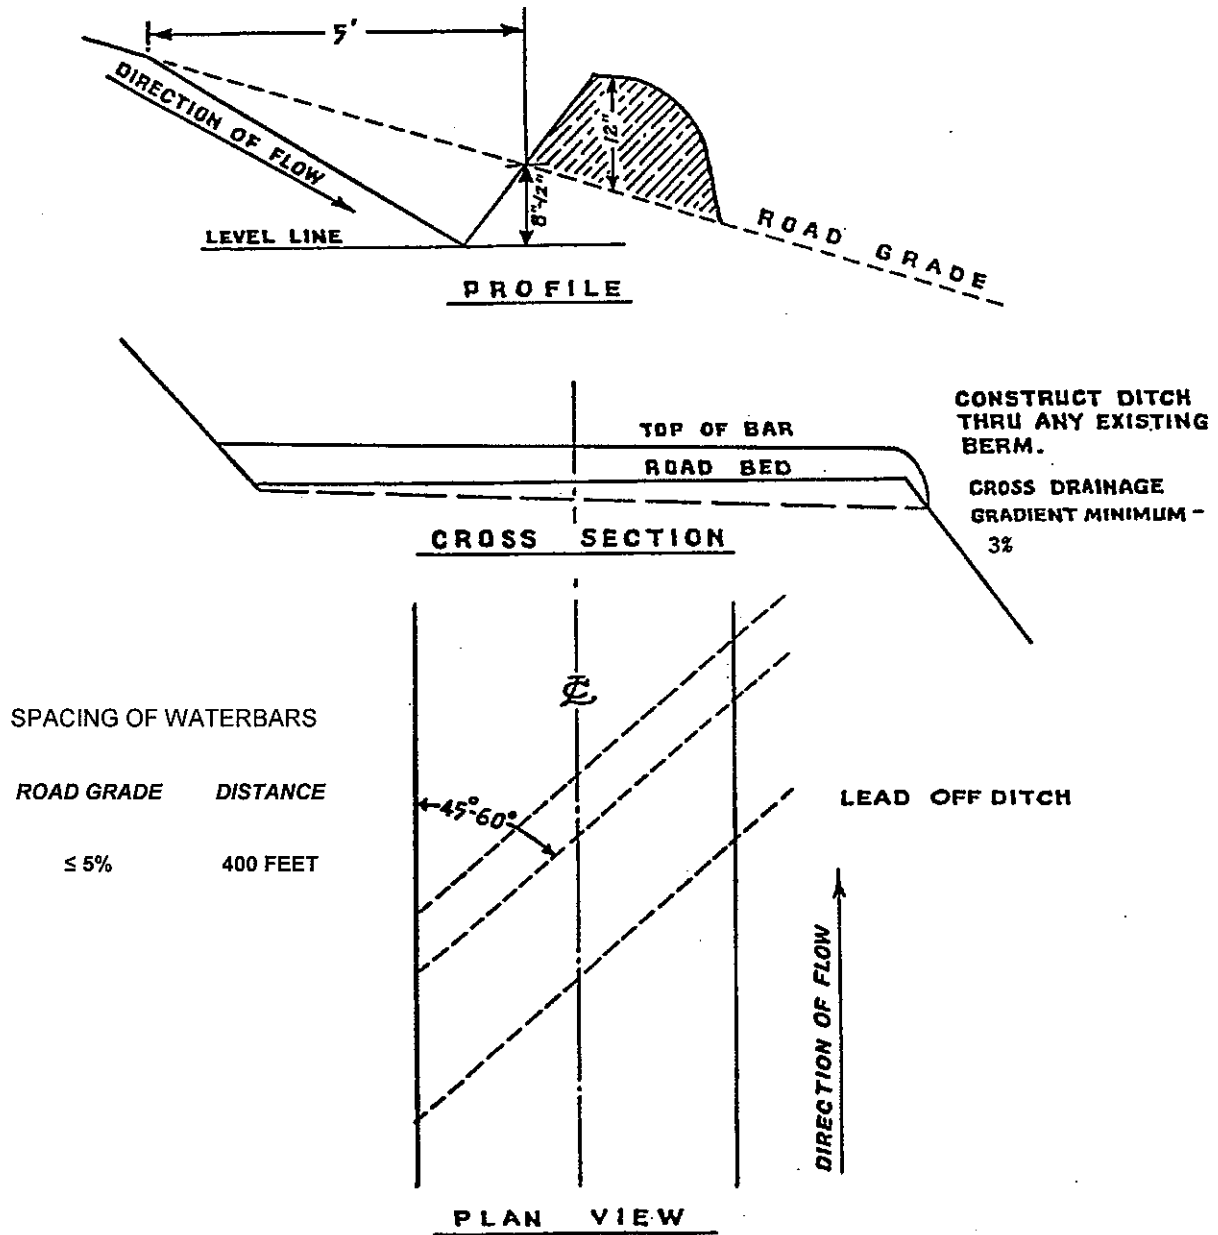 5'
DIRECTION OF FLOW
12"
8"-12"
LEVEL LINE
ROAD GRADE
PROFILE
CONSTRUCT DITCH
THRU ANY EXISTING
BERM.
TOP OF BAR
ROAD BED
CROSS DRAINAGE
GRADIENT MINIMUM -
3%
CROSS SECTION
℄
SPACING OF WATERBARS
ROAD GRADE DISTANCE
≤ 5% 400 FEET
45°-60°
LEAD OFF DITCH
DIRECTION OF FLOW
PLAN VIEW